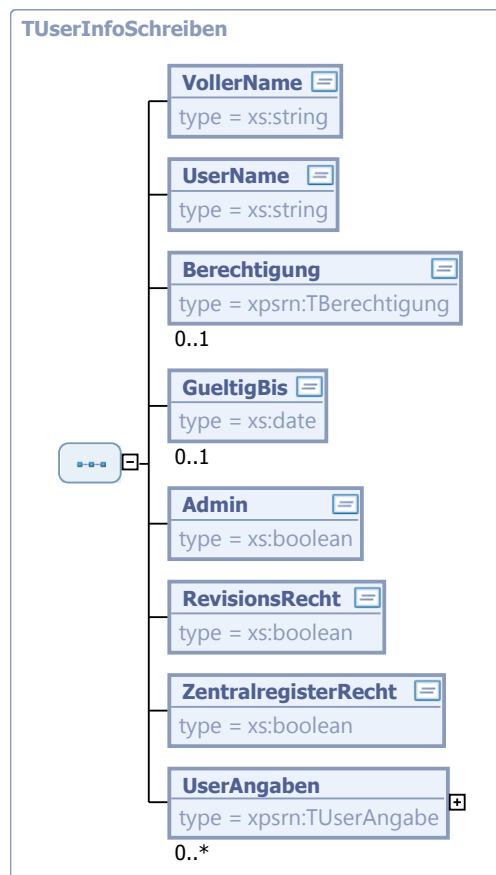 TUserInfoSchreiben
VollerName
type = xs:string
UserName
type = xs:string
Berechtigung
type = xpsrn:TBerechtigung
0..1
GueltigBis
type = xs:date
0..1
Admin
type = xs:boolean
RevisionsRecht
type = xs:boolean
ZentralregisterRecht
type = xs:boolean
UserAngaben
type = xpsrn:TUserAngabe
0..*